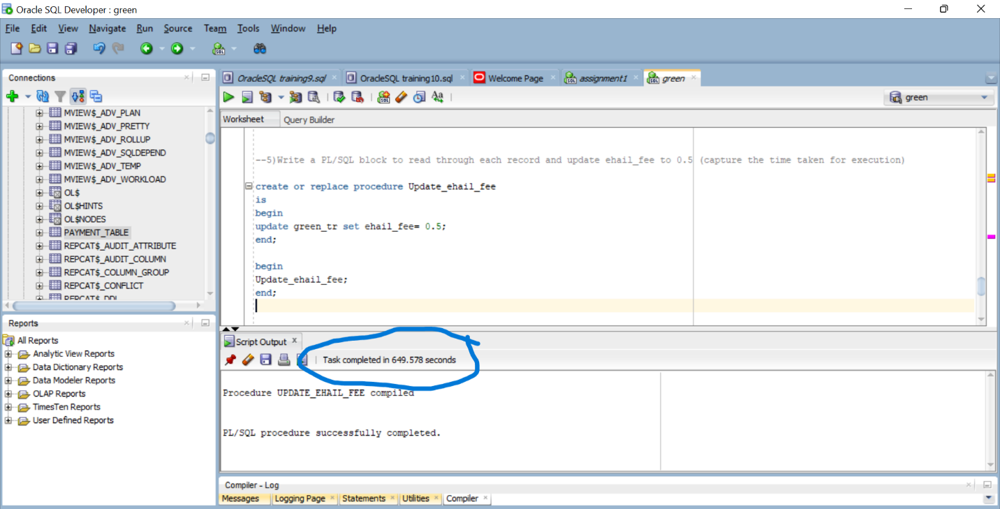 Oracle SQL Developer : green
File Edit View Navigate Run Source Team Tools Window Help
Connections
MVIEW$_ADV_PLAN
MVIEW$_ADV_PRETTY
MVIEW$_ADV_ROLLUP
MVIEW$_ADV_SQLDEPEND
MVIEW$_ADV_TEMP
MVIEW$_ADV_WORKLOAD
OL$
OL$HINTS
OL$NODES
PAYMENT_TABLE
REPCAT$_AUDIT_ATTRIBUTE
REPCAT$_AUDIT_COLUMN
REPCAT$_COLUMN_GROUP
REPCAT$_CONFLICT
REPCAT$_DDL
Reports
All Reports
Analytic View Reports
Data Dictionary Reports
Data Modeler Reports
OLAP Reports
TimesTen Reports
User Defined Reports
OracleSQL training9.sql OracleSQL training10.sql Welcome Page assignment1 green
green
Worksheet Query Builder
--5)Write a PL/SQL block to read through each record and update ehail_fee to 0.5 (capture the time taken for execution)
create or replace procedure Update_ehail_fee
is
begin
update green_tr set ehail_fee= 0.5;
end;
begin
Update_ehail_fee;
end;
Script Output
Task completed in 649.578 seconds
Procedure UPDATE_EHAIL_FEE compiled
PL/SQL procedure successfully completed.
Compiler - Log
Messages Logging Page Statements Utilities Compiler